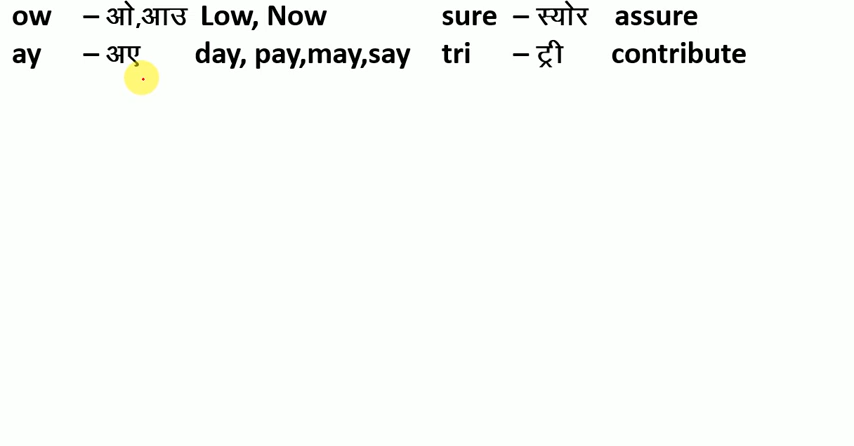 ow – ओ,आउ Low, Now sure – स्योर assure
ay – अए day, pay,may,say tri – ट्री contribute